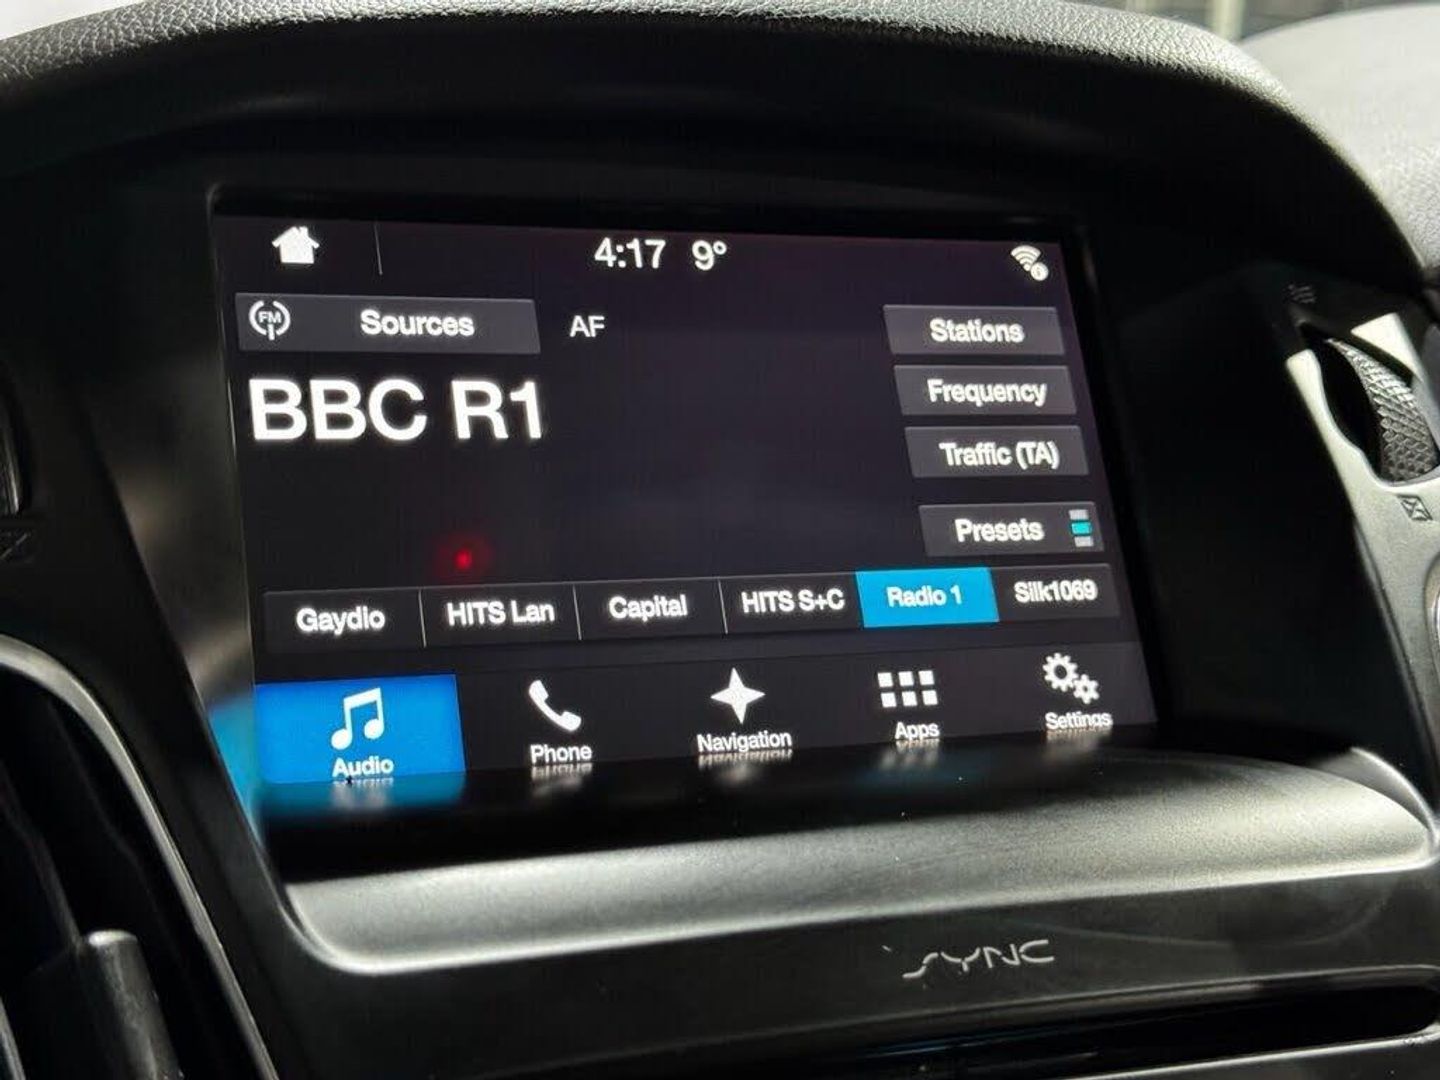 4:17 9°
FM Sources AF Stations
BBC R1 Frequency
Traffic (TA)
Presets
Gaydio HITS Lan Capital HITS S+C Radio 1 Silk1069
Audio Phone Navigation Apps Settings
SYNC